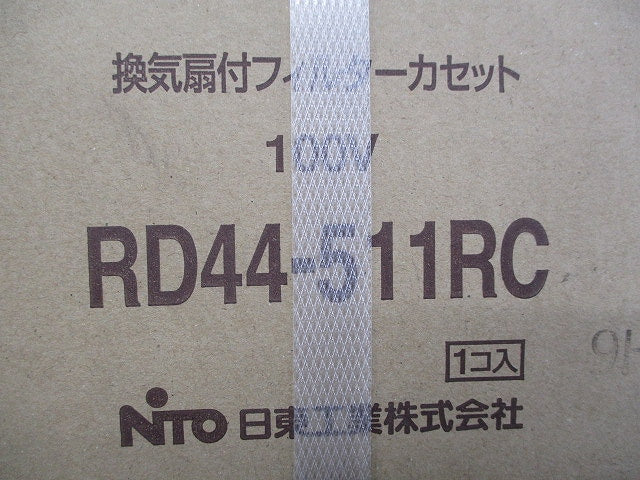 換気扇付フィルターカセット
100V
RD44-511RC
1コ入
NITO 日東工業株式会社